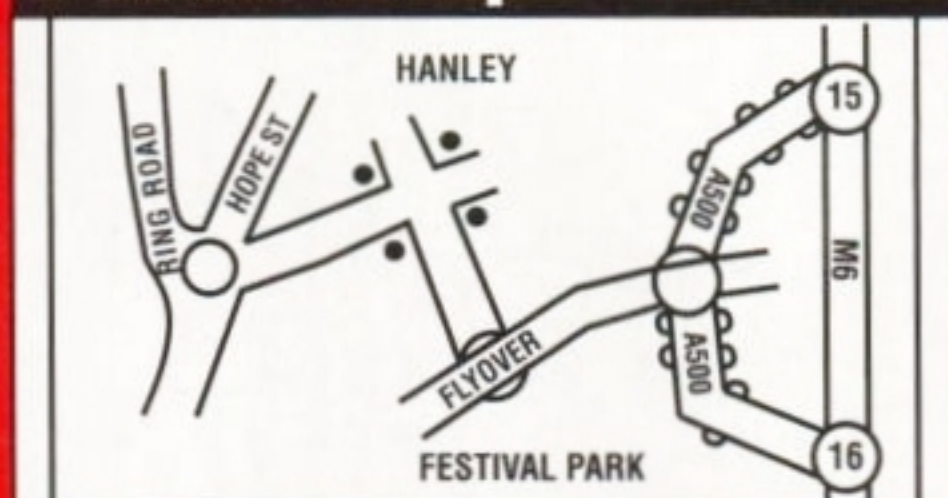 HANLEY
15
RING ROAD
HOPE ST
A500
M6
FLYOVER
A500
16
FESTIVAL PARK